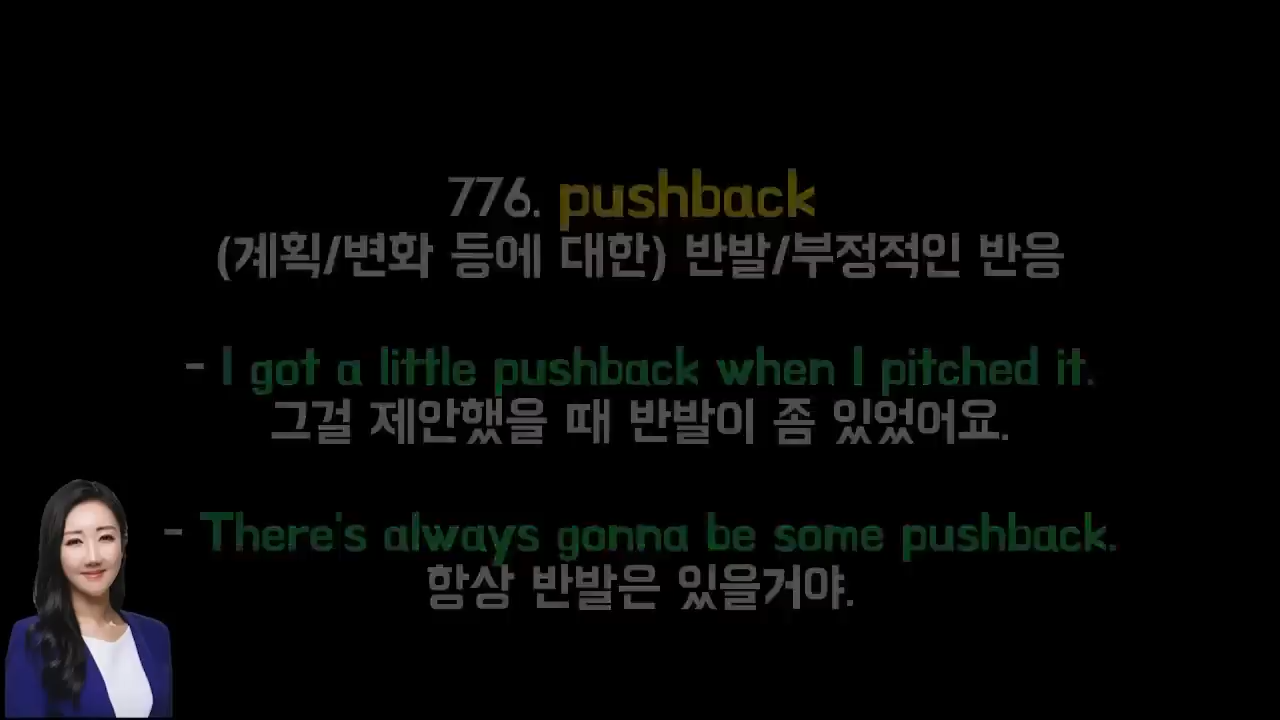 776. pushback
(계획/변화 등에 대한) 반발/부정적인 반응
- I got a little pushback when I pitched it.
그걸 제안했을 때 반발이 좀 있었어요.
- There's always gonna be some pushback.
항상 반발은 있을거야.